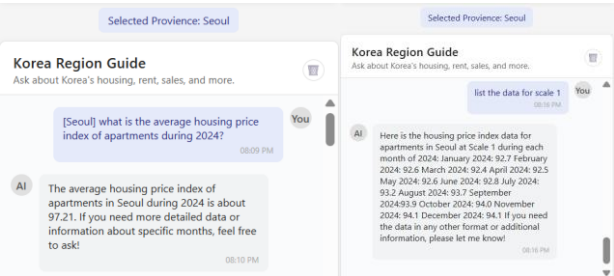 Selected Provience: Seoul
Korea Region Guide
Ask about Korea's housing, rent, sales, and more.
[Seoul] what is the average housing price
index of apartments during 2024?
08:09 PM
You
AI
The average housing price index of
apartments in Seoul during 2024 is about
97.21. If you need more detailed data or
information about specific months, feel free
to ask!
08:10 PM
Selected Provience: Seoul
Korea Region Guide
Ask about Korea's housing, rent, sales, and more.
list the data for scale 1
08:16 PM
You
AI
Here is the housing price index data for
apartments in Seoul at Scale 1 during each
month of 2024: January 2024: 92.7 February
2024: 92.6 March 2024: 92.4 April 2024: 92.5
May 2024: 92.6 June 2024: 92.8 July 2024:
93.2 August 2024: 93.7 September
2024:93.9 October 2024: 94.0 November
2024: 94.1 December 2024: 94.1 If you need
the data in any other format or additional
information, please let me know!
08:16 PM